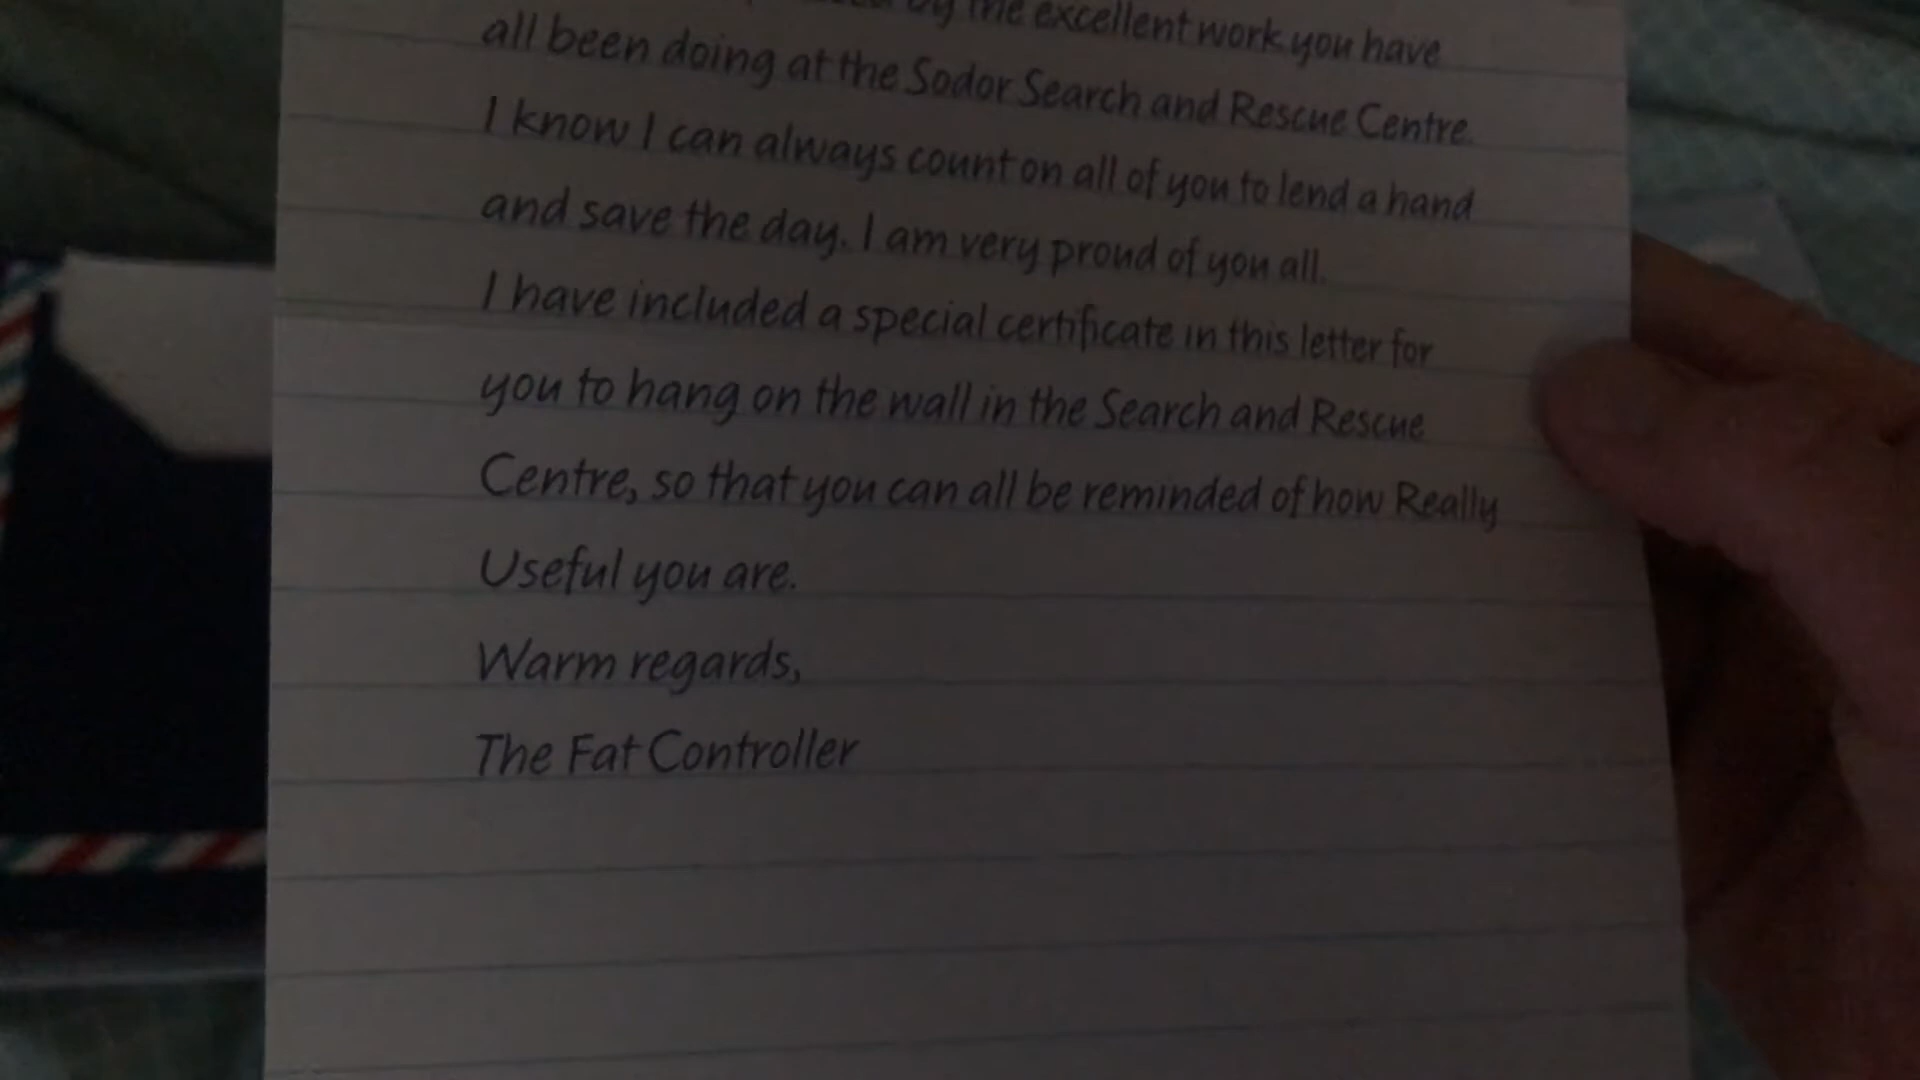 by the excellent work you have
all been doing at the Sodor Search and Rescue Centre.
I know I can always count on all of you to lend a hand
and save the day. I am very proud of you all.
I have included a special certificate in this letter for
you to hang on the wall in the Search and Rescue
Centre, so that you can all be reminded of how Really
Useful you are.
Warm regards,
The Fat Controller